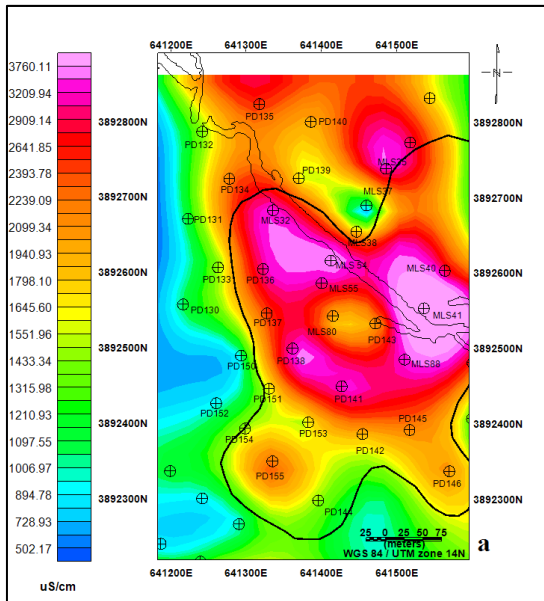 641200E 641300E 641400E 641500E
3760.11
3209.94
2909.14
2641.85
2393.78
2239.09
2099.34
1940.93
1798.10
1645.60
1551.96
1433.34
1315.98
1210.93
1097.55
1006.97
894.78
728.93
502.17
uS/cm
N
3892800N 3892800N
3892700N 3892700N
3892600N 3892600N
3892500N 3892500N
3892400N 3892400N
3892300N 3892300N
PD135
PD140
PD132
MLS35
PD139
PD134
MLS37
PD131
MLS32
MLS38
PD133
PD136
MLS 54
MLS40
MLS55
PD130
PD137
MLS80
PD143
MLS41
PD150
PD138
MLS88
PD151
PD141
PD152
PD154
PD153
PD145
PD142
PD155
PD146
PD144
25 0 25 50 75
(meters)
WGS 84 / UTM zone 14N
a
641200E 641300E 641400E 641500E